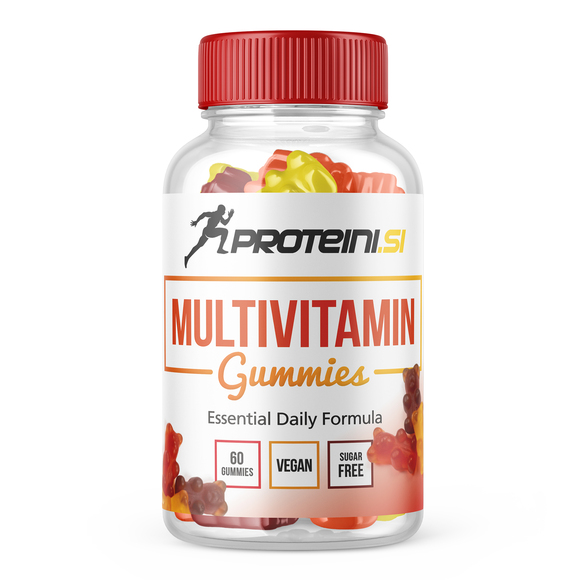 PROTEINI.SI
MULTIVITAMIN
Gummies
Essential Daily Formula
60
GUMMIES
VEGAN
SUGAR
FREE